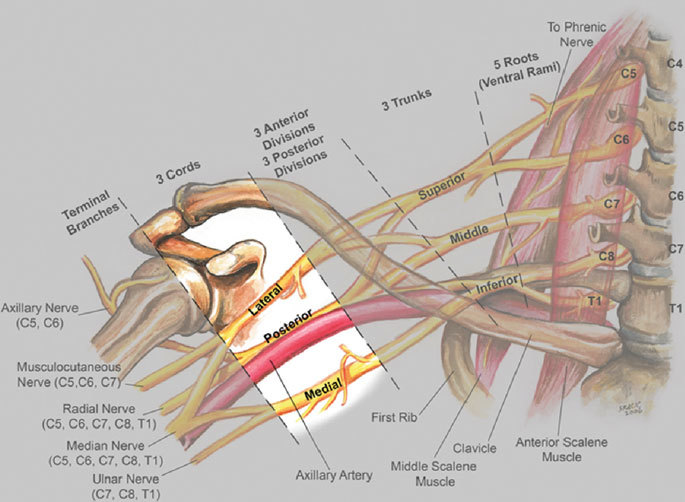 To Phrenic
Nerve
5 Roots
(Ventral Rami)
3 Trunks
3 Anterior
Divisions
3 Posterior
Divisions
3 Cords
Terminal
Branches
C4
C5
C6
C7
T1
C5
C6
C7
C8
T1
Superior
Middle
Inferior
Lateral
Posterior
Medial
Axillary Nerve
(C5, C6)
Musculocutaneous
Nerve (C5,C6, C7)
Radial Nerve
(C5, C6, C7, C8, T1)
Median Nerve
(C5, C6, C7, C8, T1)
Ulnar Nerve
(C7, C8, T1)
Axillary Artery
First Rib
Middle Scalene
Muscle
Clavicle
Anterior Scalene
Muscle
2006